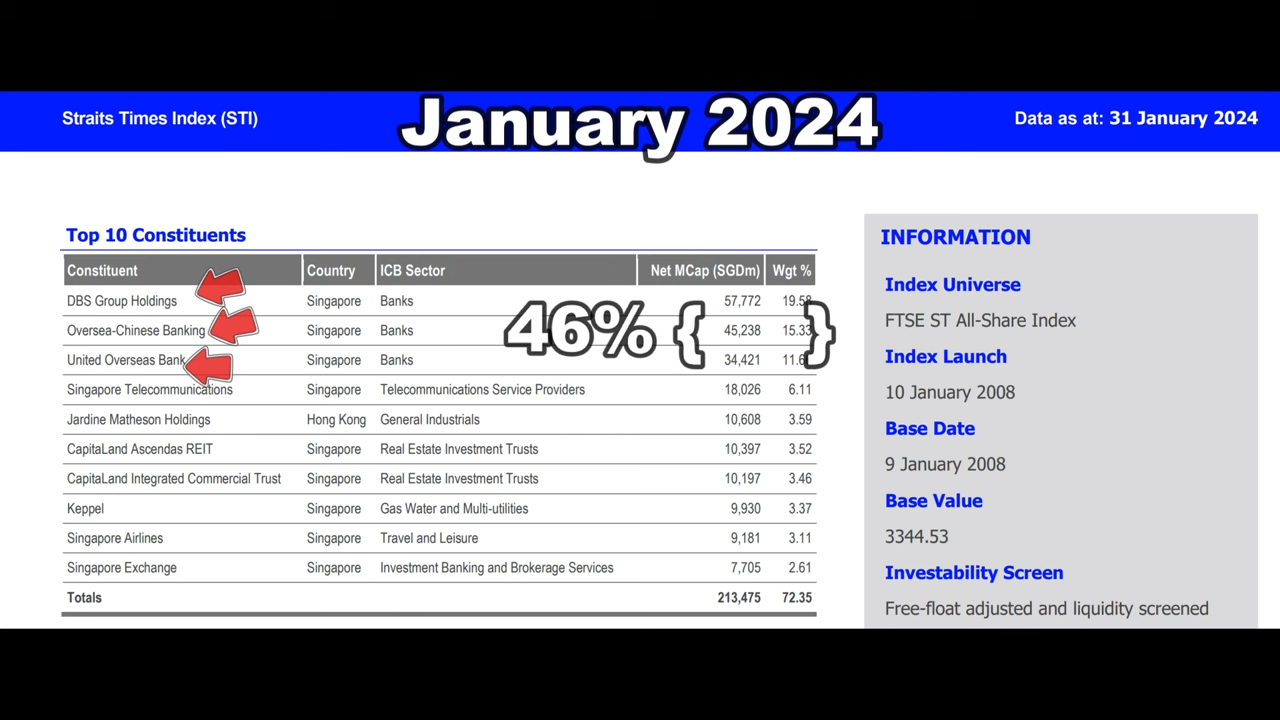 Straits Times Index (STI) January 2024 Data as at: 31 January 2024
Top 10 Constituents
Constituent Country ICB Sector Net MCap (SGDm) Wgt %
DBS Group Holdings Singapore Banks 57,772 19.58
Oversea-Chinese Banking Singapore Banks 45,238 15.33
46% { }
United Overseas Bank Singapore Banks 34,421
Singapore Telecommunications Singapore Telecommunications Service Providers 18,026 6.11
Jardine Matheson Holdings Hong Kong General Industrials 10,608 3.59
CapitaLand Ascendas REIT Singapore Real Estate Investment Trusts 10,397 3.52
CapitaLand Integrated Commercial Trust Singapore Real Estate Investment Trusts 10,197 3.46
Keppel Singapore Gas Water and Multi-utilities 9,930 3.37
Singapore Airlines Singapore Travel and Leisure 9,181 3.11
Singapore Exchange Singapore Investment Banking and Brokerage Services 7,705 2.61
Totals 213,475 72.35
INFORMATION
Index Universe
FTSE ST All-Share Index
Index Launch
10 January 2008
Base Date
9 January 2008
Base Value
3344.53
Investability Screen
Free-float adjusted and liquidity screened